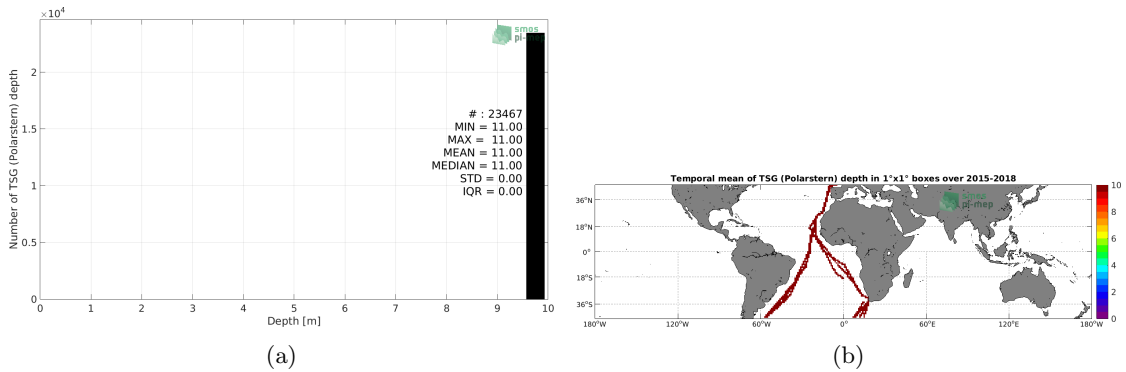 ×10⁴
smos
pi-mep
2
1.5
1
0.5
0
Number of TSG (Polarstern) depth
# : 23467
MIN = 11.00
MAX = 11.00
MEAN = 11.00
MEDIAN = 11.00
STD = 0.00
IQR = 0.00
0 1 2 3 4 5 6 7 8 9 10
Depth [m]
(a)
Temporal mean of TSG (Polarstern) depth in 1°x1° boxes over 2015-2018
smos
pi-mep
36°N
18°N
0°
18°S
36°S
180°W 120°W 60°W 0° 60°E 120°E 180°W
10
8
6
4
2
0
(b)